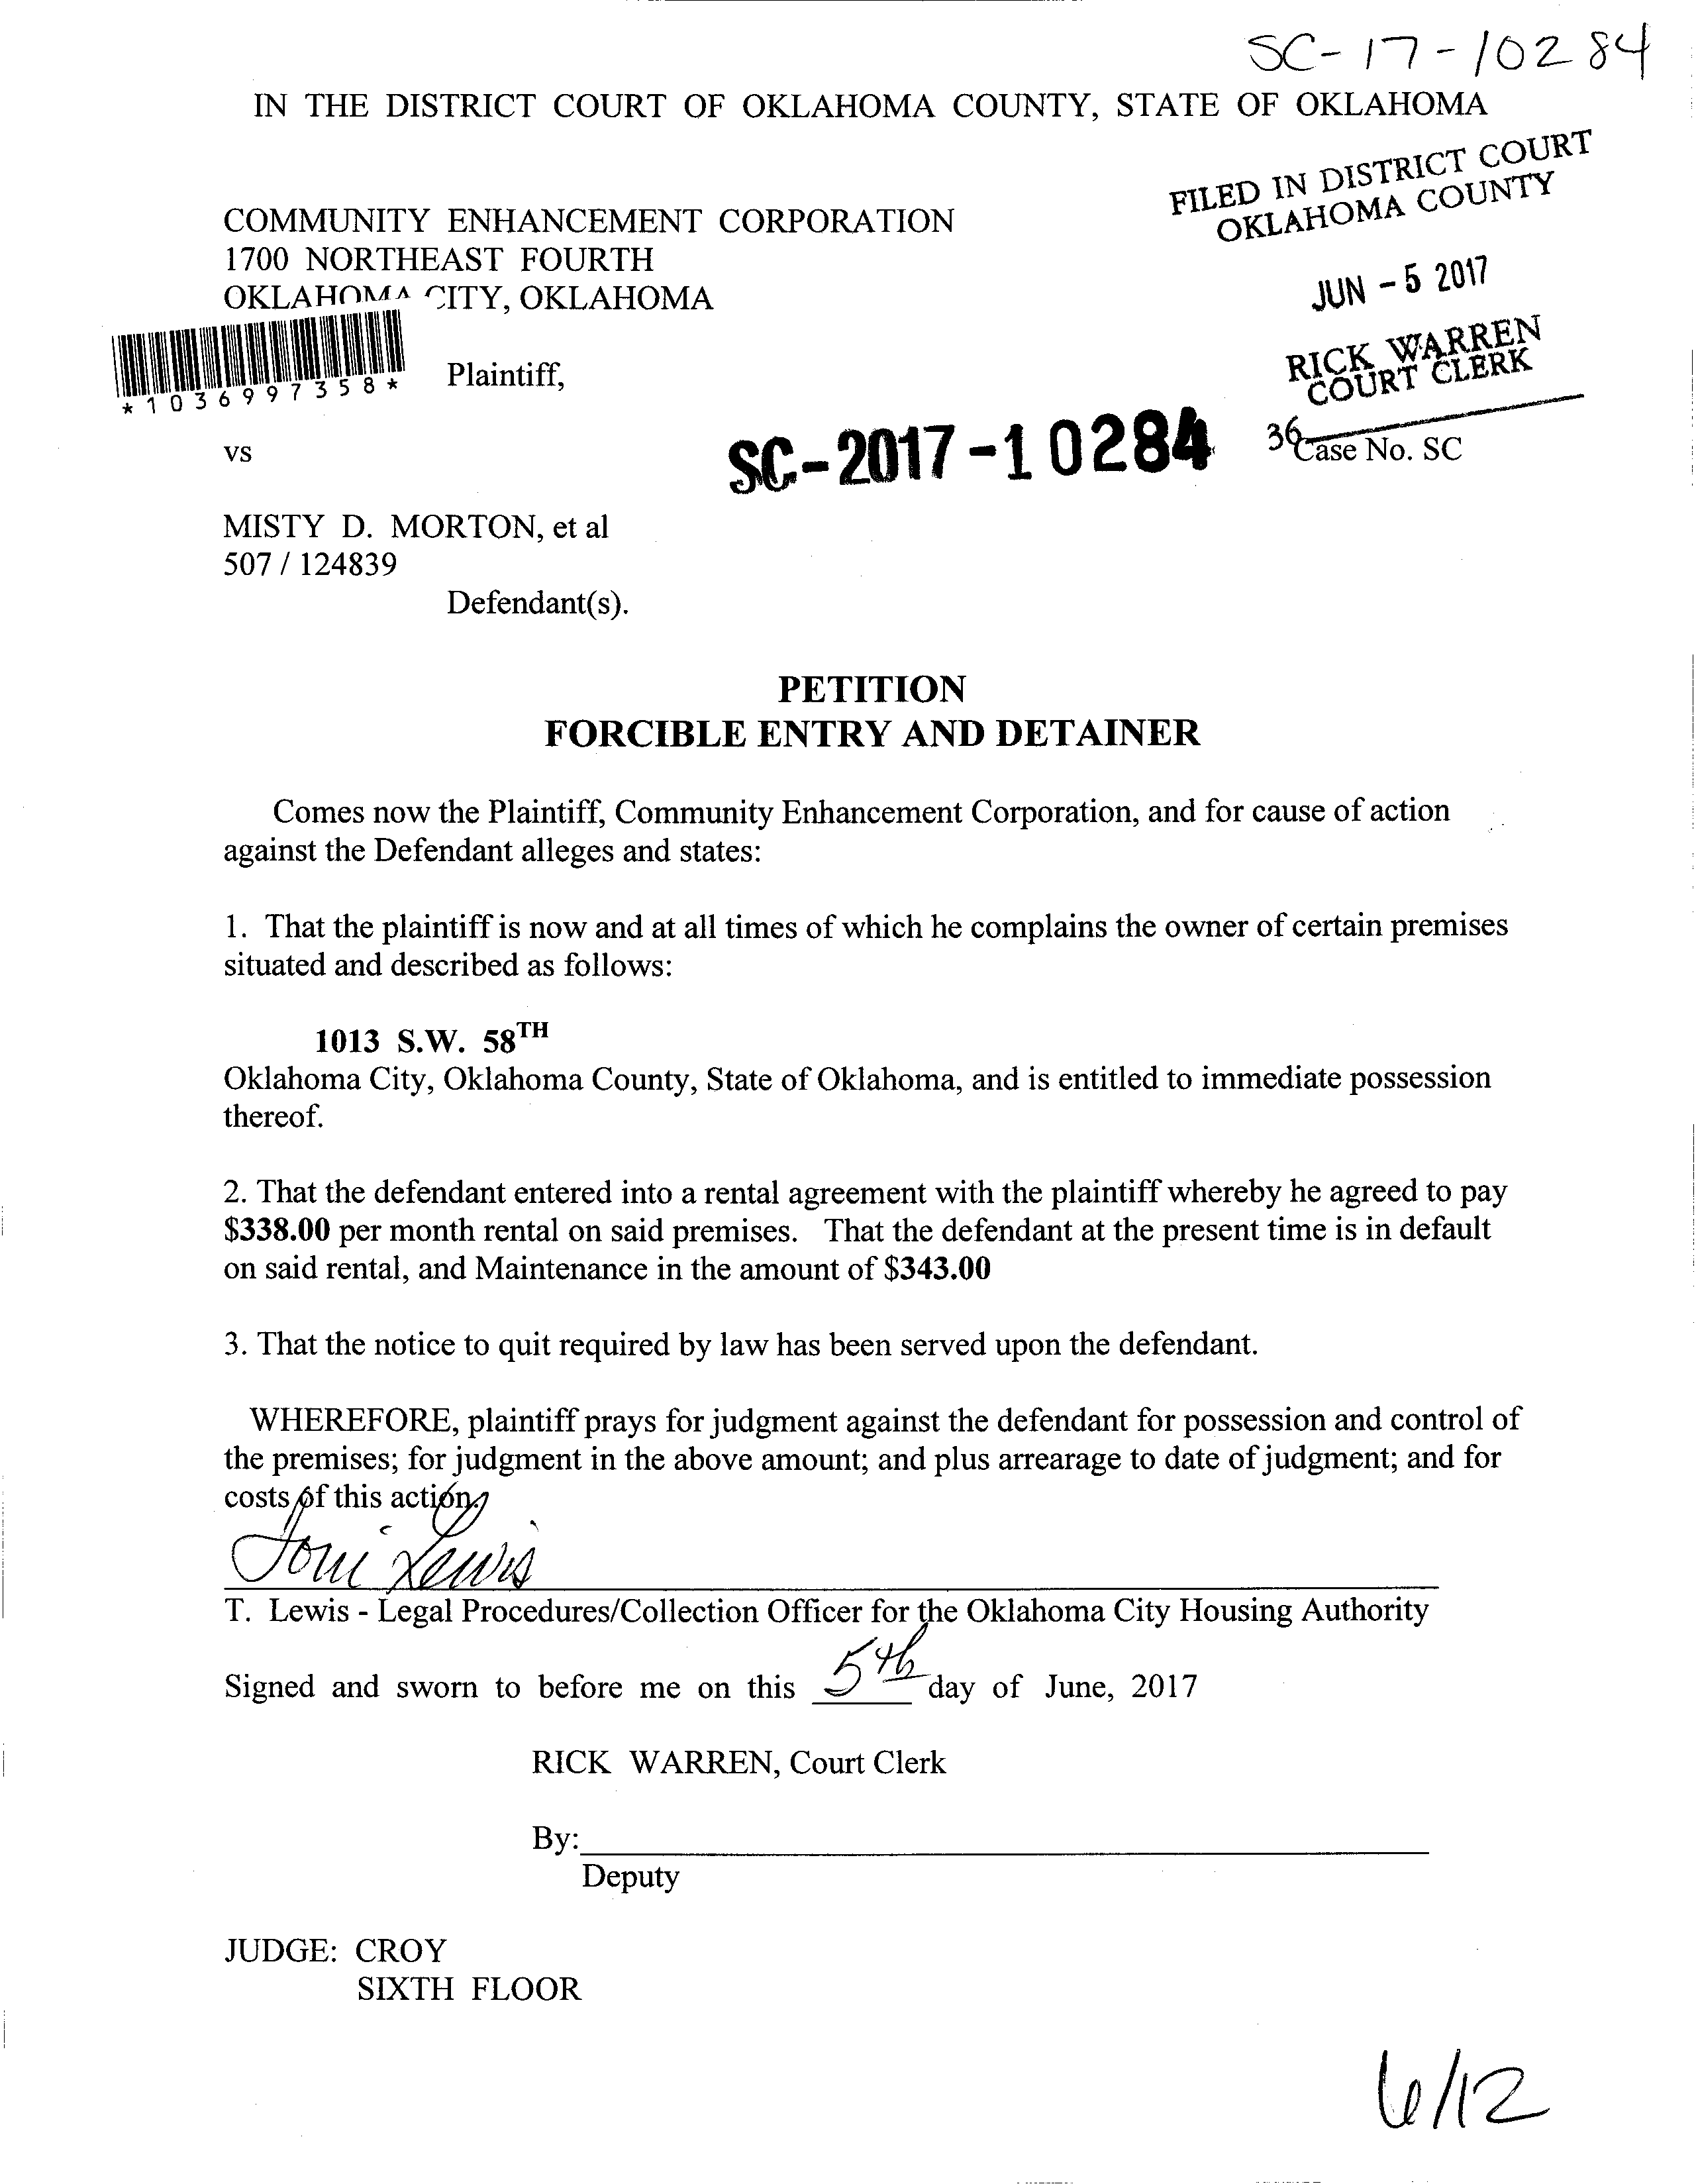 SC-17-10284
IN THE DISTRICT COURT OF OKLAHOMA COUNTY, STATE OF OKLAHOMA
FILED IN DISTRICT COURT
OKLAHOMA COUNTY
JUN - 5 2017
RICK WARREN
COURT CLERK
36
COMMUNITY ENHANCEMENT CORPORATION
1700 NORTHEAST FOURTH
OKLAHOMA CITY, OKLAHOMA
*1036997358*
Plaintiff,
vs
SC-2017-10284
Case No. SC
MISTY D. MORTON, et al
507 / 124839
Defendant(s).
PETITION
FORCIBLE ENTRY AND DETAINER
Comes now the Plaintiff, Community Enhancement Corporation, and for cause of action
against the Defendant alleges and states:
1. That the plaintiff is now and at all times of which he complains the owner of certain premises
situated and described as follows:
1013 S.W. 58TH
Oklahoma City, Oklahoma County, State of Oklahoma, and is entitled to immediate possession
thereof.
2. That the defendant entered into a rental agreement with the plaintiff whereby he agreed to pay
$338.00 per month rental on said premises. That the defendant at the present time is in default
on said rental, and Maintenance in the amount of $343.00
3. That the notice to quit required by law has been served upon the defendant.
WHEREFORE, plaintiff prays for judgment against the defendant for possession and control of
the premises; for judgment in the above amount; and plus arrearage to date of judgment; and for
costs of this action.
Toni Lewis
T. Lewis - Legal Procedures/Collection Officer for the Oklahoma City Housing Authority
Signed and sworn to before me on this 5th day of June, 2017
RICK WARREN, Court Clerk
By:
Deputy
JUDGE: CROY
SIXTH FLOOR
6/12